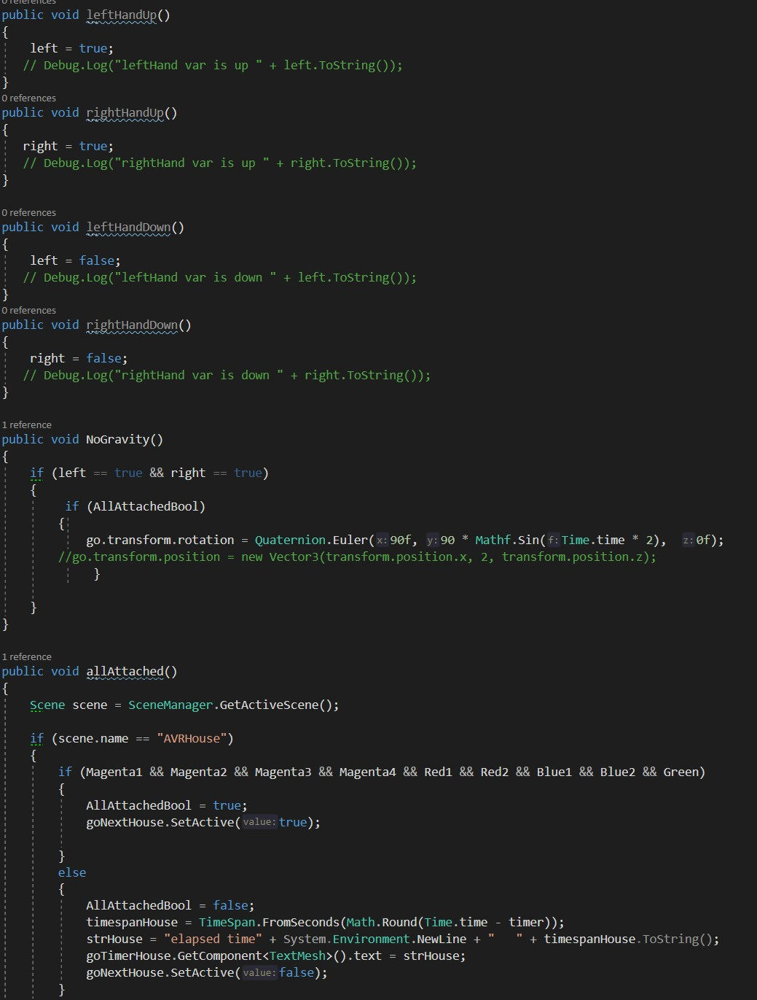 0 references
public void leftHandUp()
{
left = true;
// Debug.Log("leftHand var is up " + left.ToString());
}
0 references
public void rightHandUp()
{
right = true;
// Debug.Log("rightHand var is up " + right.ToString());
}
0 references
public void leftHandDown()
{
left = false;
// Debug.Log("leftHand var is down " + left.ToString());
}
0 references
public void rightHandDown()
{
right = false;
// Debug.Log("rightHand var is down " + right.ToString());
}
1 reference
public void NoGravity()
{
if (left == true && right == true)
{
if (AllAttachedBool)
{
go.transform.rotation = Quaternion.Euler(x:90f, y:90 * Mathf.Sin(f:Time.time * 2), z:0f);
//go.transform.position = new Vector3(transform.position.x, 2, transform.position.z);
}
}
}
1 reference
public void allAttached()
{
Scene scene = SceneManager.GetActiveScene();
if (scene.name == "AVRHouse")
{
if (Magenta1 && Magenta2 && Magenta3 && Magenta4 && Red1 && Red2 && Blue1 && Blue2 && Green)
{
AllAttachedBool = true;
goNextHouse.SetActive(value:true);
}
else
{
AllAttachedBool = false;
timespanHouse = TimeSpan.FromSeconds(Math.Round(Time.time - timer));
strHouse = "elapsed time" + System.Environment.NewLine + "   " + timespanHouse.ToString();
goTimerHouse.GetComponent<TextMesh>().text = strHouse;
goNextHouse.SetActive(value:false);
}